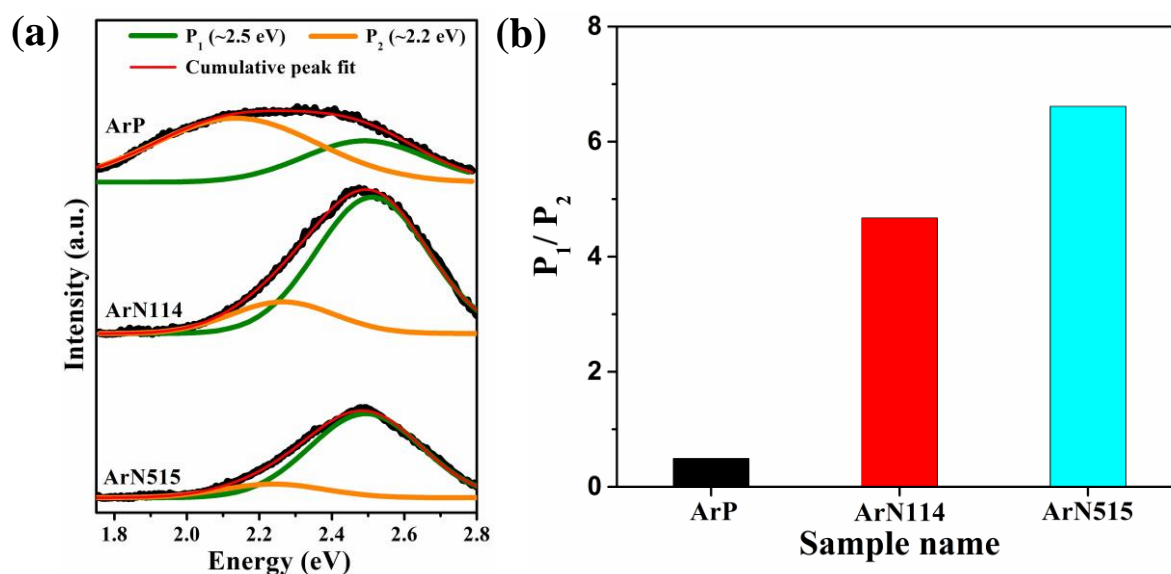 (a)
P₁ (~2.5 eV) P₂ (~2.2 eV)
Cumulative peak fit
ArP
ArN114
ArN515
Intensity (a.u.)
1.8 2.0 2.2 2.4 2.6 2.8
Energy (eV)
(b)
8
6
4
2
0
P₁/ P₂
ArP ArN114 ArN515
Sample name